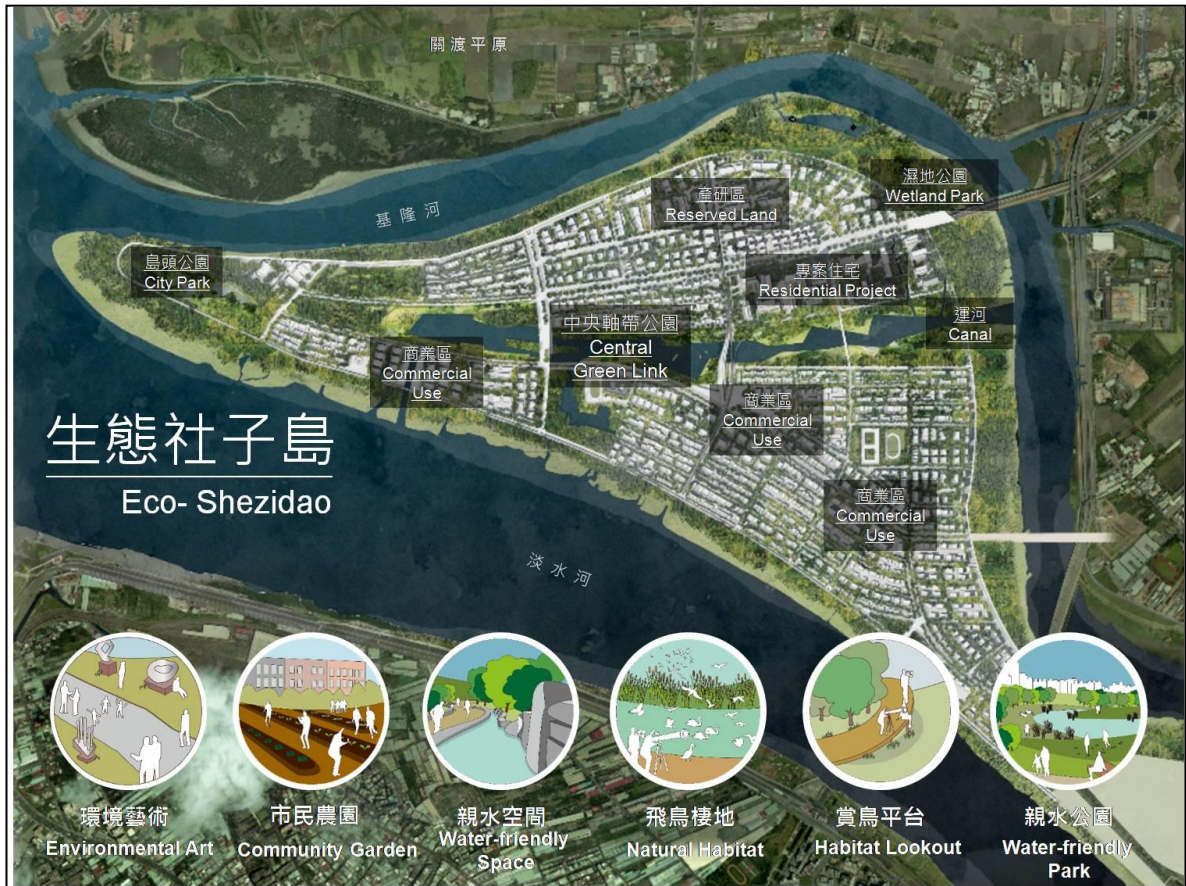 關渡平原
濕地公園
Wetland Park
產研區
Reserved Land
基隆河
島頭公園
City Park
專案住宅
Residential Project
運河
Canal
中央軸帶公園
Central
Green Link
商業區
Commercial
Use
商業區
Commercial
Use
商業區
Commercial
Use
生態社子島
Eco- Shezidao
淡水河
環境藝術
Environmental Art
市民農園
Community Garden
親水空間
Water-friendly
Space
飛鳥棲地
Natural Habitat
賞鳥平台
Habitat Lookout
親水公園
Water-friendly
Park